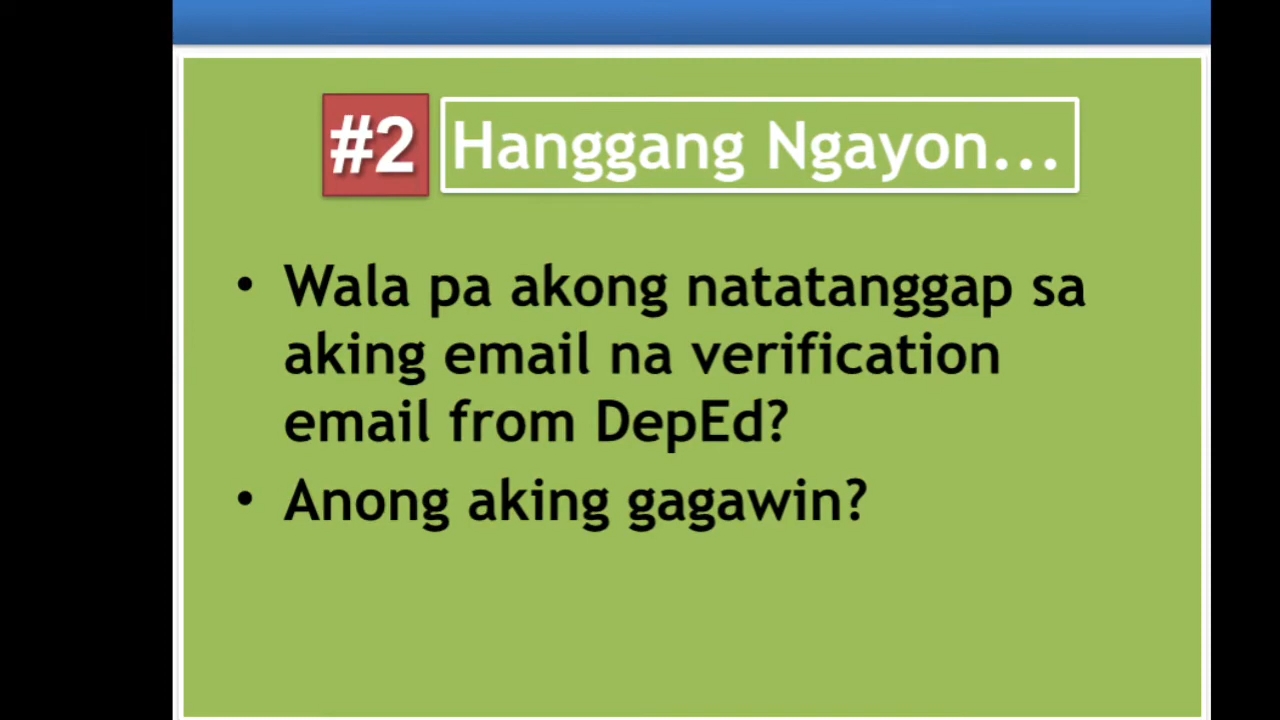 #2 Hanggang Ngayon...
• Wala pa akong natatanggap sa
aking email na verification
email from DepEd?
• Anong aking gagawin?